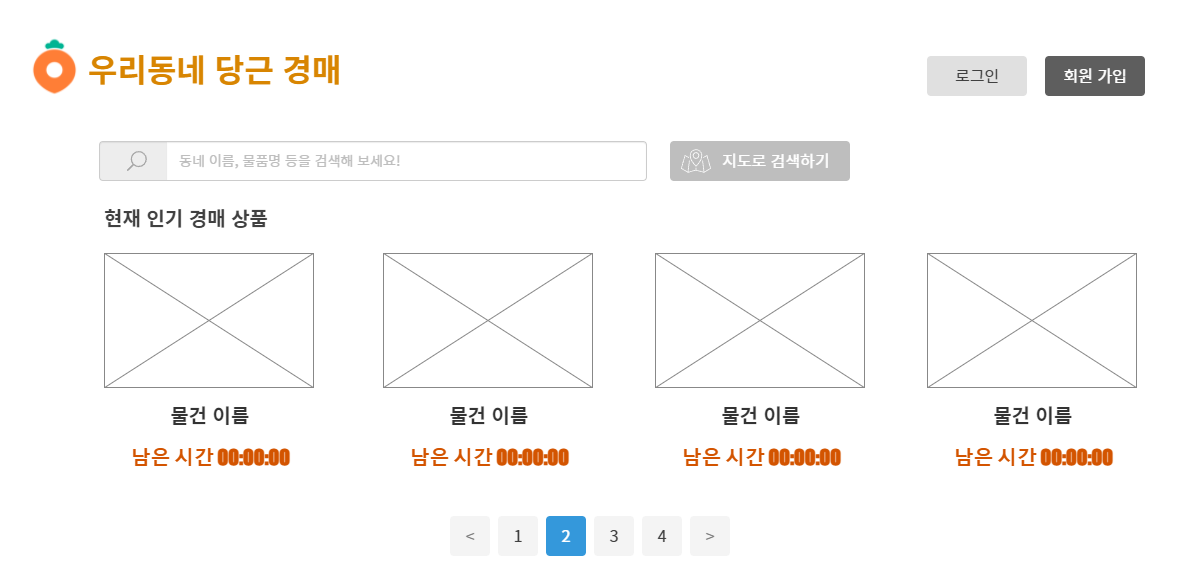 우리동네 당근 경매
로그인
회원 가입
동네 이름, 물품명 등을 검색해 보세요!
지도로 검색하기
현재 인기 경매 상품
물건 이름
남은 시간 00:00:00
물건 이름
남은 시간 00:00:00
물건 이름
남은 시간 00:00:00
물건 이름
남은 시간 00:00:00
< 1 2 3 4 >